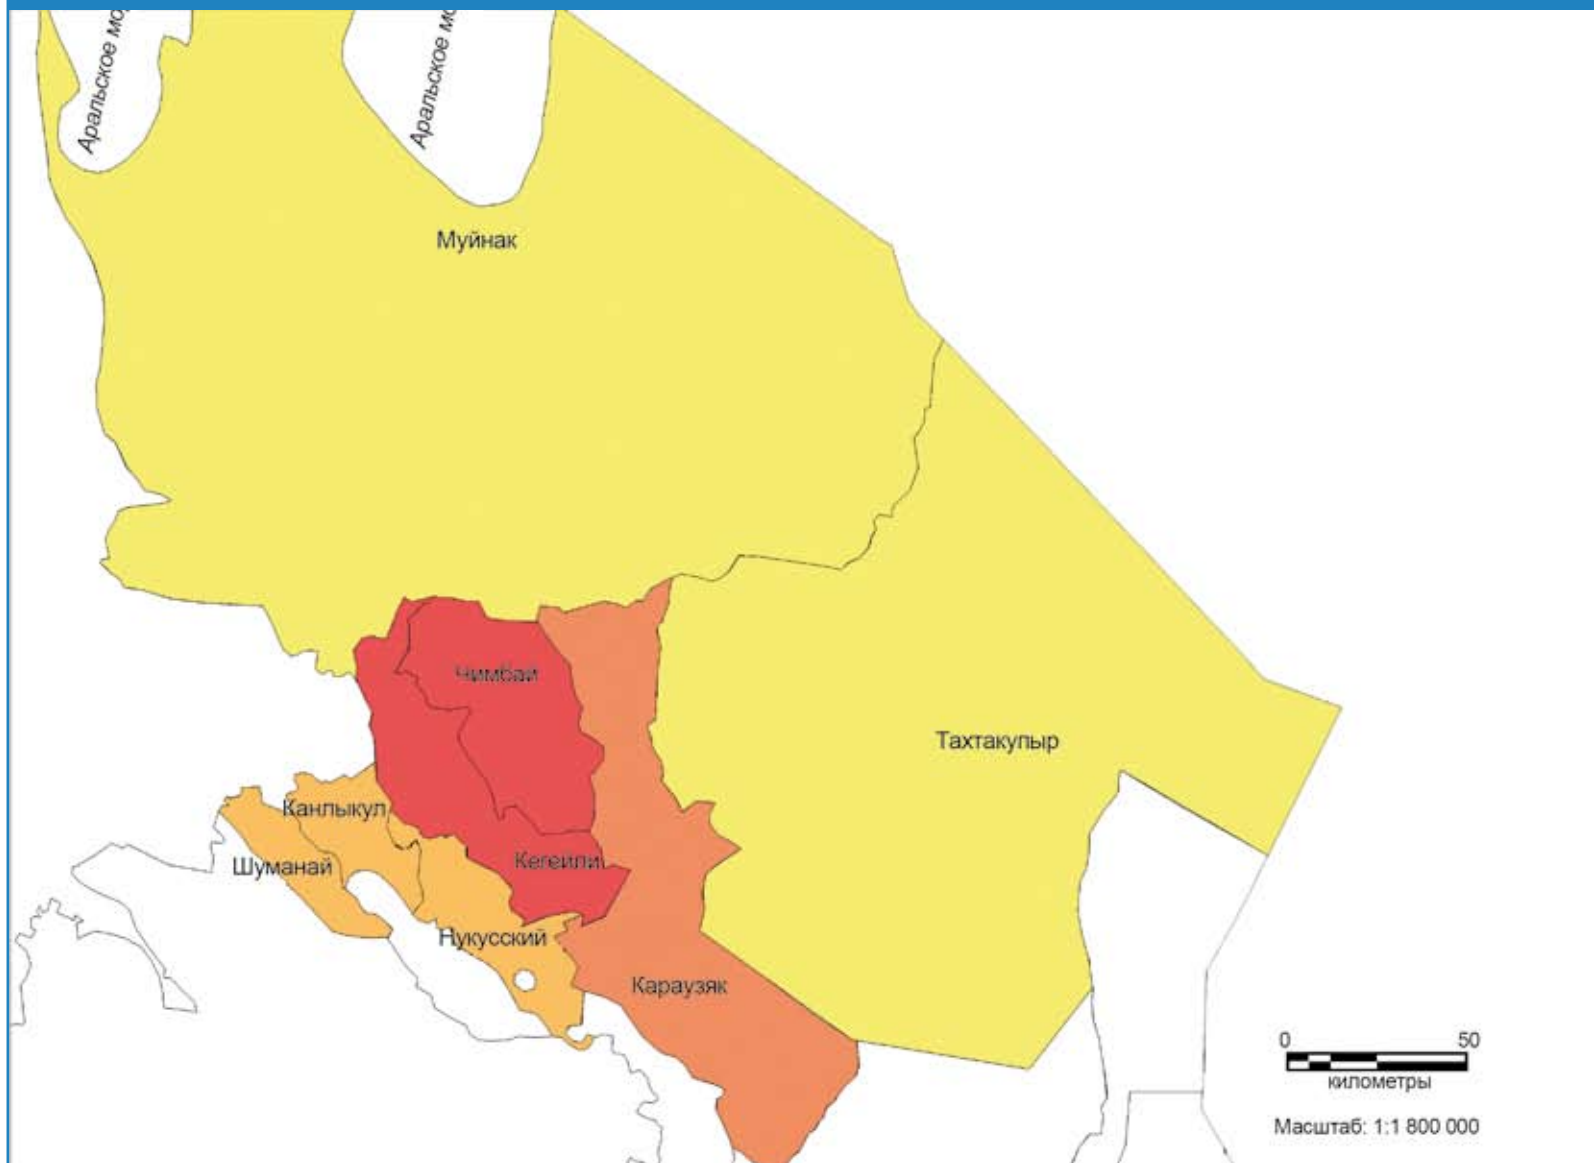 Аральское мо
Аральское мо
Муйнак
Чимбай
Тахтакупыр
Канлыкул
Шуманай
Кегейли
Нукусский
Караузяк
0 50
километры
Масштаб: 1:1 800 000